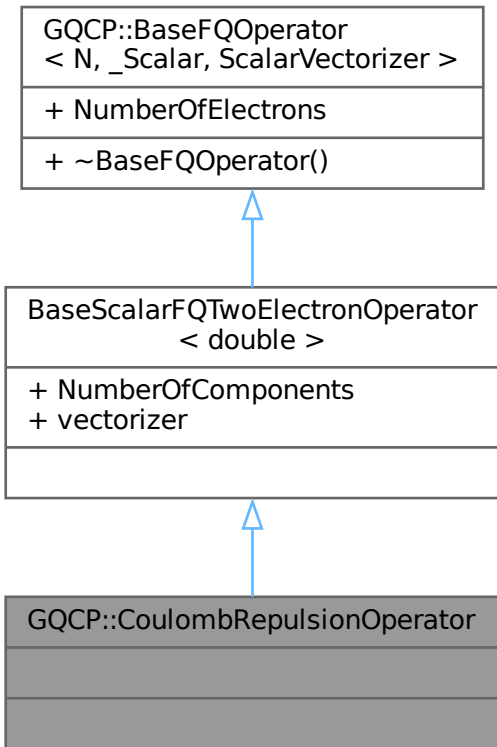 GQCP::BaseFQOperator
< N, _Scalar, ScalarVectorizer >
+ NumberOfElectrons
+ ~BaseFQOperator()
BaseScalarFQTwoElectronOperator
< double >
+ NumberOfComponents
+ vectorizer
GQCP::CoulombRepulsionOperator